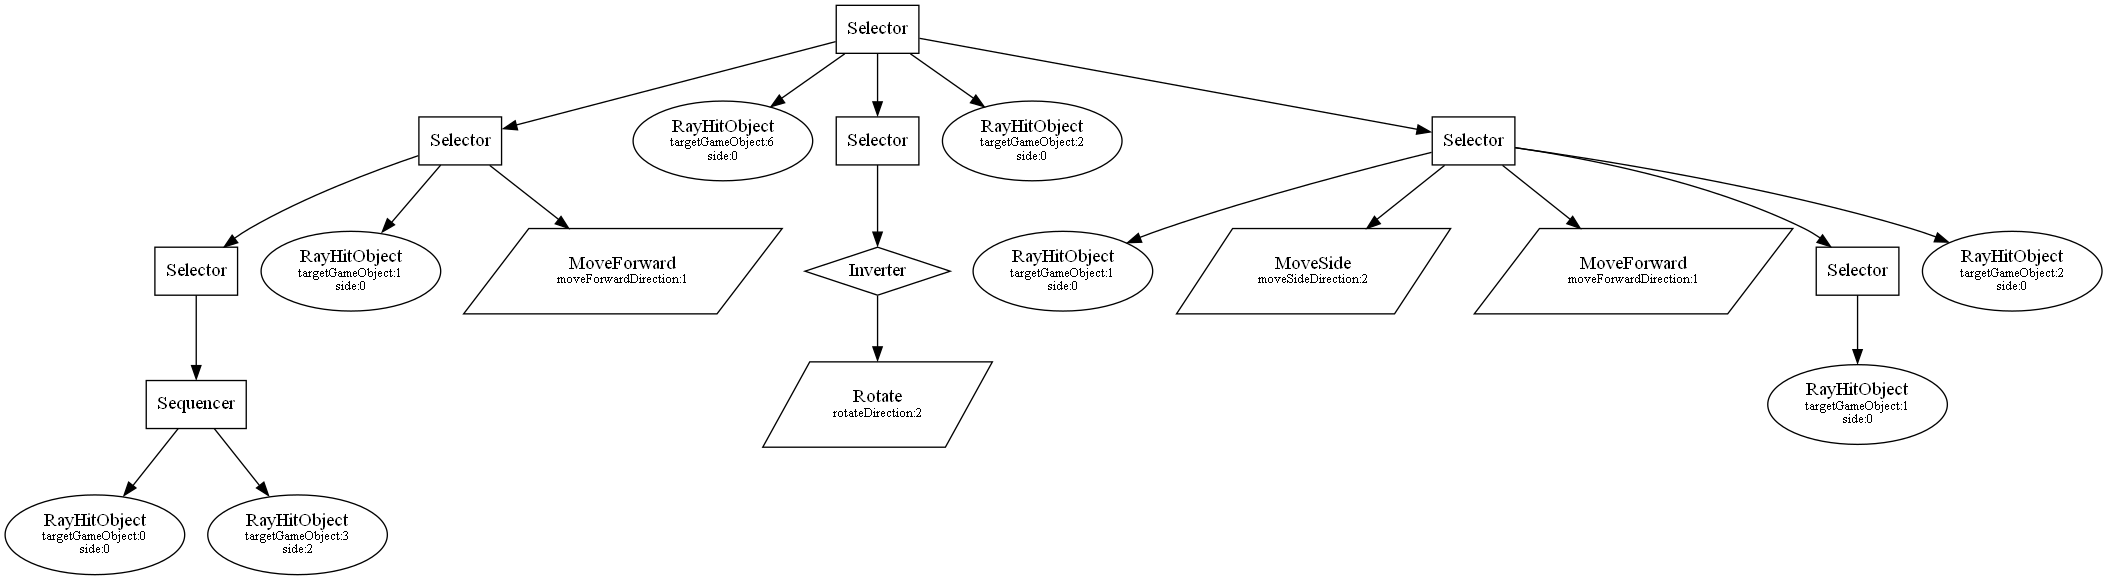 Selector
Selector
RayHitObject
targetGameObject:6
side:0
Selector
RayHitObject
targetGameObject:2
side:0
Selector
Selector
RayHitObject
targetGameObject:1
side:0
MoveForward
moveForwardDirection:1
Inverter
RayHitObject
targetGameObject:1
side:0
MoveSide
moveSideDirection:2
MoveForward
moveForwardDirection:1
Selector
RayHitObject
targetGameObject:2
side:0
Sequencer
Rotate
rotateDirection:2
RayHitObject
targetGameObject:1
side:0
RayHitObject
targetGameObject:0
side:0
RayHitObject
targetGameObject:3
side:2